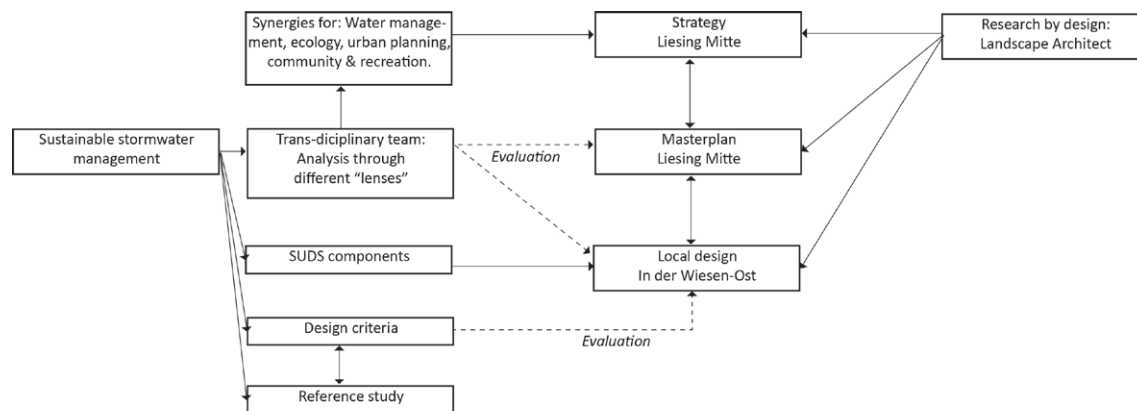 Synergies for: Water manage-
ment, ecology, urban planning,
community & recreation.
Strategy
Liesing Mitte
Research by design:
Landscape Architect
Sustainable stormwater
management
Trans-diciplinary team:
Analysis through
different “lenses”
Evaluation
Masterplan
Liesing Mitte
SUDS components
Local design
In der Wiesen-Ost
Design criteria
Evaluation
Reference study